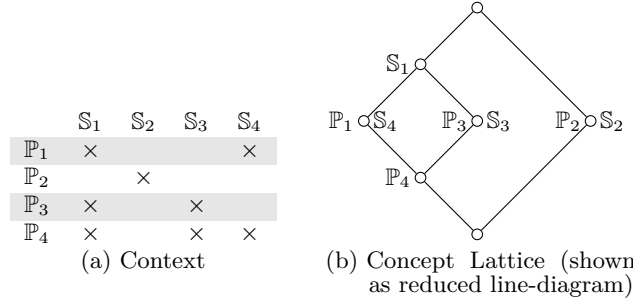 𝕊₁ 𝕊₂ 𝕊₃ 𝕊₄
ℙ₁ × ×
ℙ₂ ×
ℙ₃ × ×
ℙ₄ × × ×
(a) Context
𝕊₁
ℙ₁ 𝕊₄ ℙ₃ 𝕊₃ ℙ₂ 𝕊₂
ℙ₄
(b) Concept Lattice (shown
as reduced line-diagram)